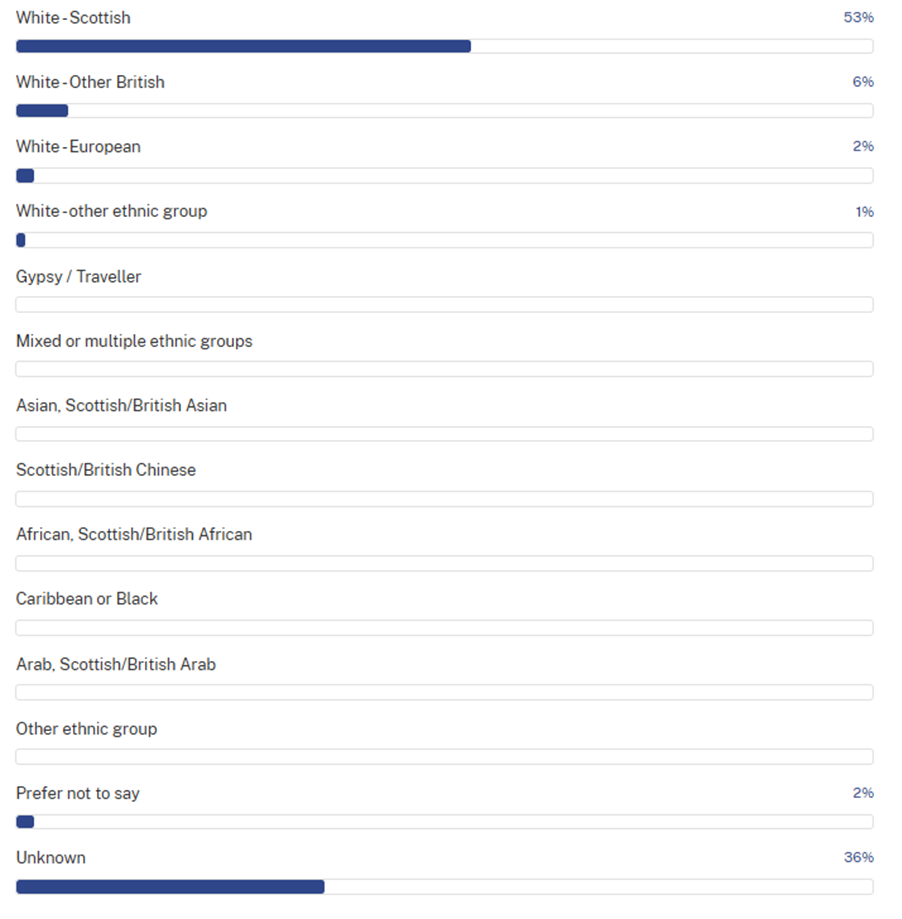 White - Scottish 53%
White - Other British 6%
White - European 2%
White - other ethnic group 1%
Gypsy / Traveller
Mixed or multiple ethnic groups
Asian, Scottish/British Asian
Scottish/British Chinese
African, Scottish/British African
Caribbean or Black
Arab, Scottish/British Arab
Other ethnic group
Prefer not to say 2%
Unknown 36%